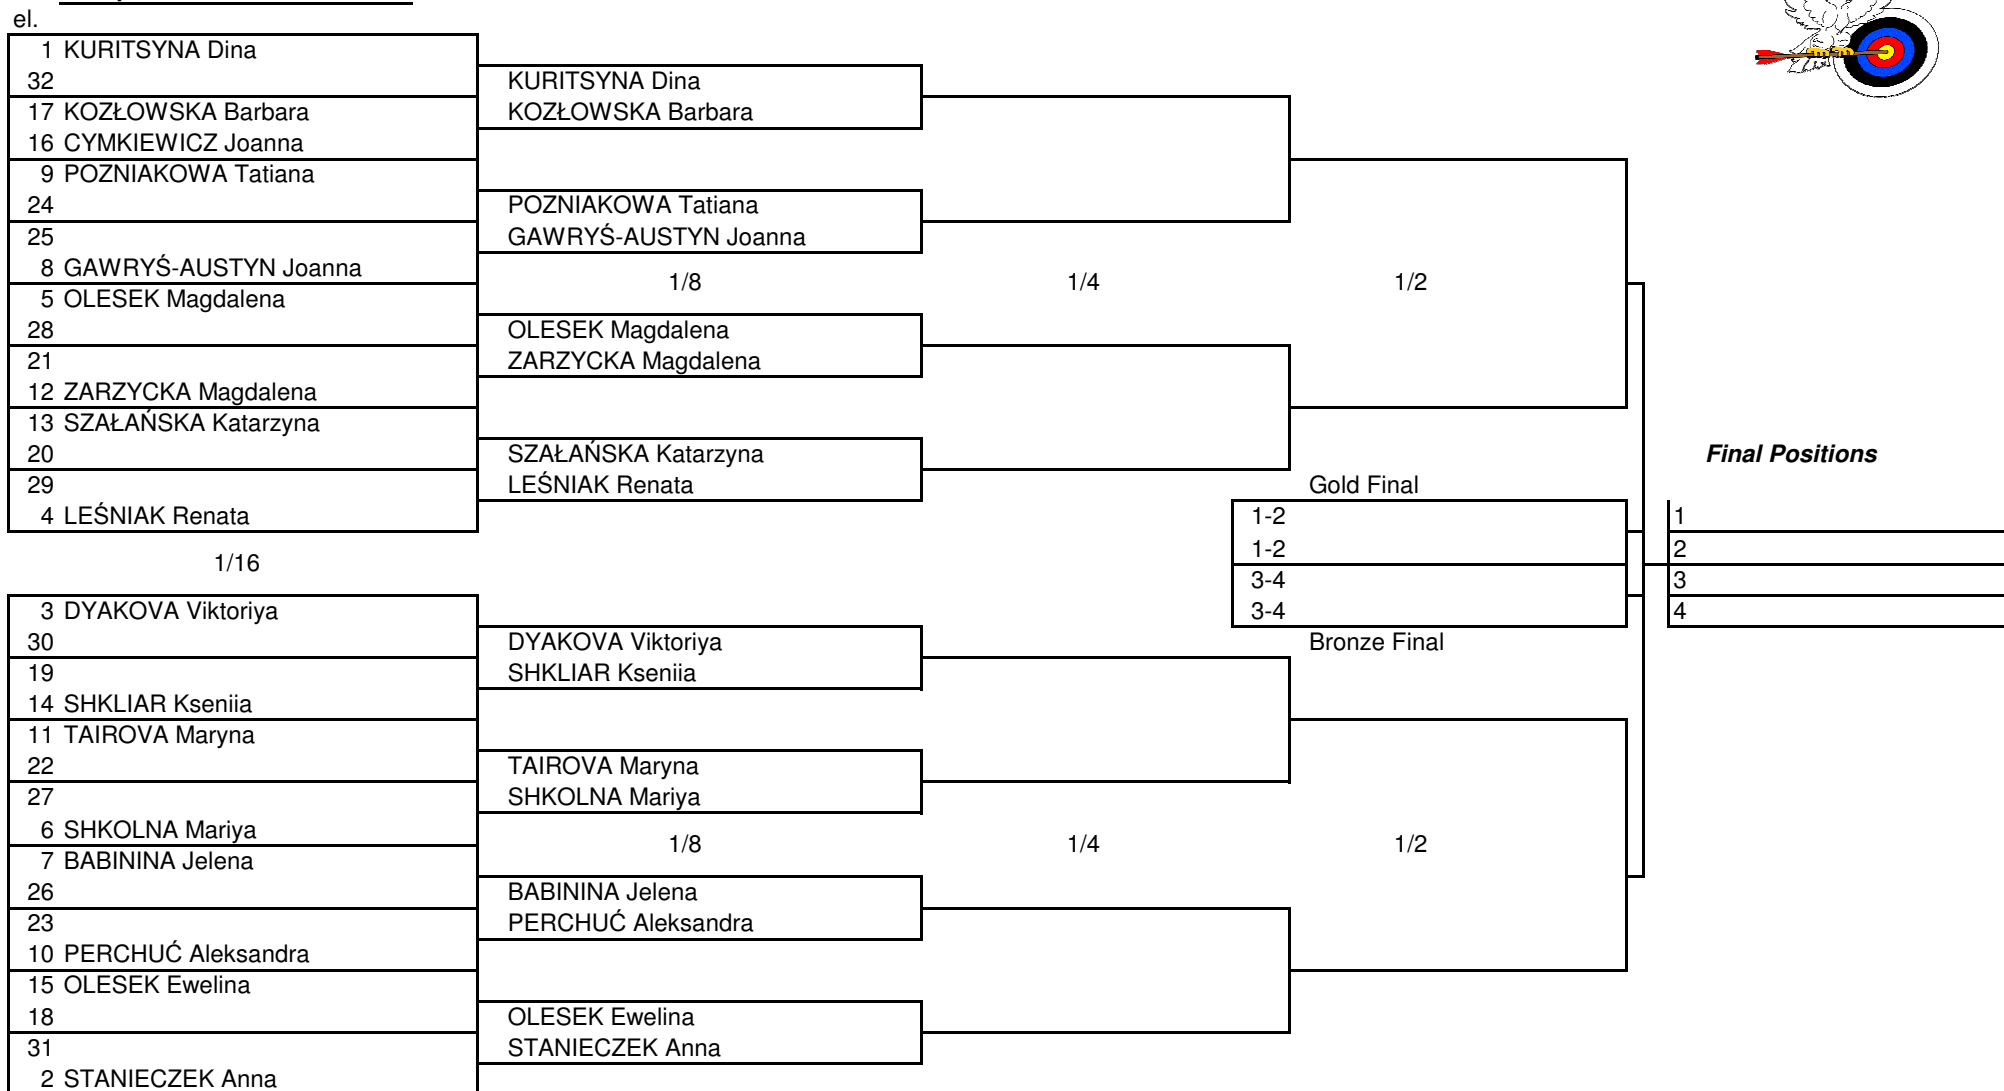 el.
1 KURITSYNA Dina
32
KURITSYNA Dina
17 KOZŁOWSKA Barbara
KOZŁOWSKA Barbara
16 CYMKIEWICZ Joanna
9 POZNIAKOWA Tatiana
24
POZNIAKOWA Tatiana
25
GAWRYŚ-AUSTYN Joanna
8 GAWRYŚ-AUSTYN Joanna
1/8 1/4 1/2
5 OLESEK Magdalena
28
OLESEK Magdalena
21
ZARZYCKA Magdalena
12 ZARZYCKA Magdalena
13 SZAŁAŃSKA Katarzyna
20
SZAŁAŃSKA Katarzyna
Final Positions
29
LEŚNIAK Renata
Gold Final
4 LEŚNIAK Renata
1-2
1
1/16
1-2
2
3-4
3
3 DYAKOVA Viktoriya
3-4
4
30
DYAKOVA Viktoriya
Bronze Final
19
SHKLIAR Kseniia
14 SHKLIAR Kseniia
11 TAIROVA Maryna
22
TAIROVA Maryna
27
SHKOLNA Mariya
6 SHKOLNA Mariya
1/8 1/4 1/2
7 BABININA Jelena
26
BABININA Jelena
23
PERCHUĆ Aleksandra
10 PERCHUĆ Aleksandra
15 OLESEK Ewelina
18
OLESEK Ewelina
31
STANIECZEK Anna
2 STANIECZEK Anna